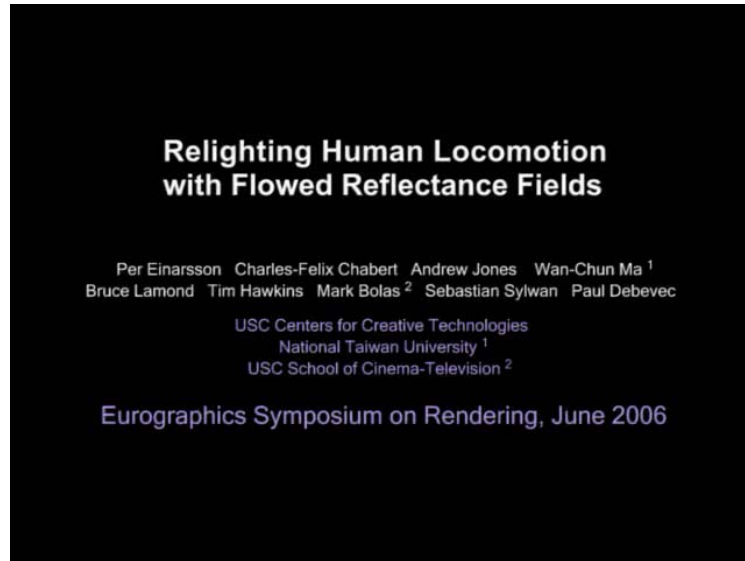 Relighting Human Locomotion
with Flowed Reflectance Fields
Per Einarsson Charles-Felix Chabert Andrew Jones Wan-Chun Ma 1
Bruce Lamond Tim Hawkins Mark Bolas 2 Sebastian Sylwan Paul Debevec
USC Centers for Creative Technologies
National Taiwan University 1
USC School of Cinema-Television 2
Eurographics Symposium on Rendering, June 2006